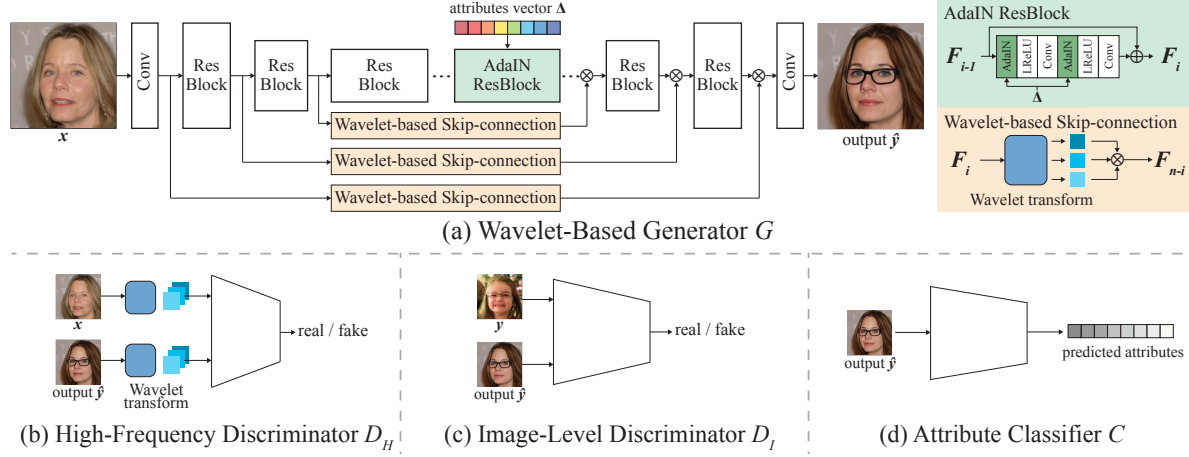 attributes vector Δ
x
Conv
Res
Block
Res
Block
Res
Block
...
AdaIN
ResBlock
...
Res
Block
Res
Block
Conv
output ŷ
Wavelet-based Skip-connection
Wavelet-based Skip-connection
Wavelet-based Skip-connection
(a) Wavelet-Based Generator G
AdaIN ResBlock
F_{i-1}
AdaIN
LReLU
Conv
AdaIN
LReLU
Conv
F_i
Δ
Wavelet-based Skip-connection
F_i
F_{n-i}
Wavelet transform
x
output ŷ
Wavelet
transform
real / fake
(b) High-Frequency Discriminator D_H
y
output ŷ
real / fake
(c) Image-Level Discriminator D_I
output ŷ
predicted attributes
(d) Attribute Classifier C